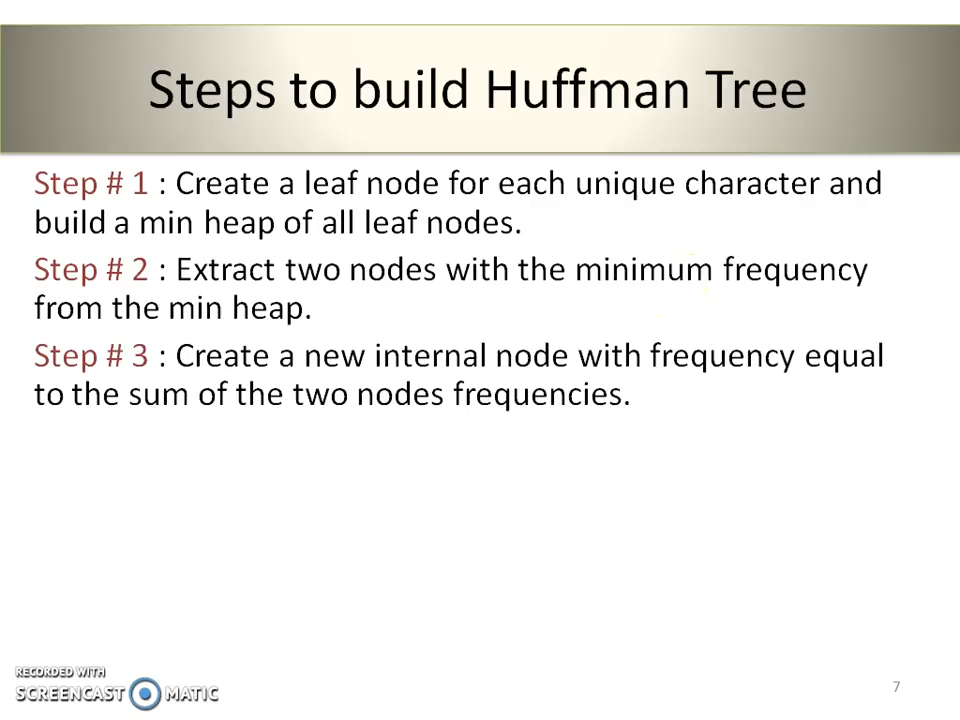 Steps to build Huffman Tree
Step # 1 : Create a leaf node for each unique character and
build a min heap of all leaf nodes.
Step # 2 : Extract two nodes with the minimum frequency
from the min heap.
Step # 3 : Create a new internal node with frequency equal
to the sum of the two nodes frequencies.
RECORDED WITH
SCREENCAST MATIC
7